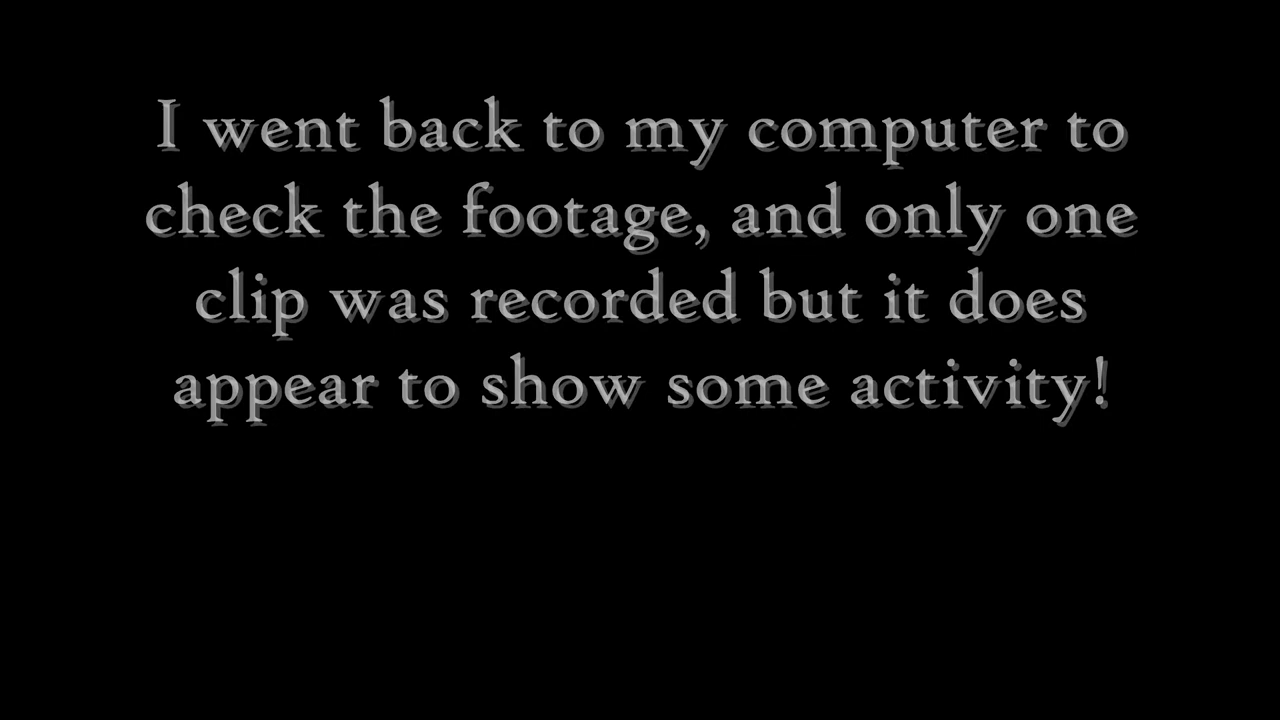 I went back to my computer to
check the footage, and only one
clip was recorded but it does
appear to show some activity!